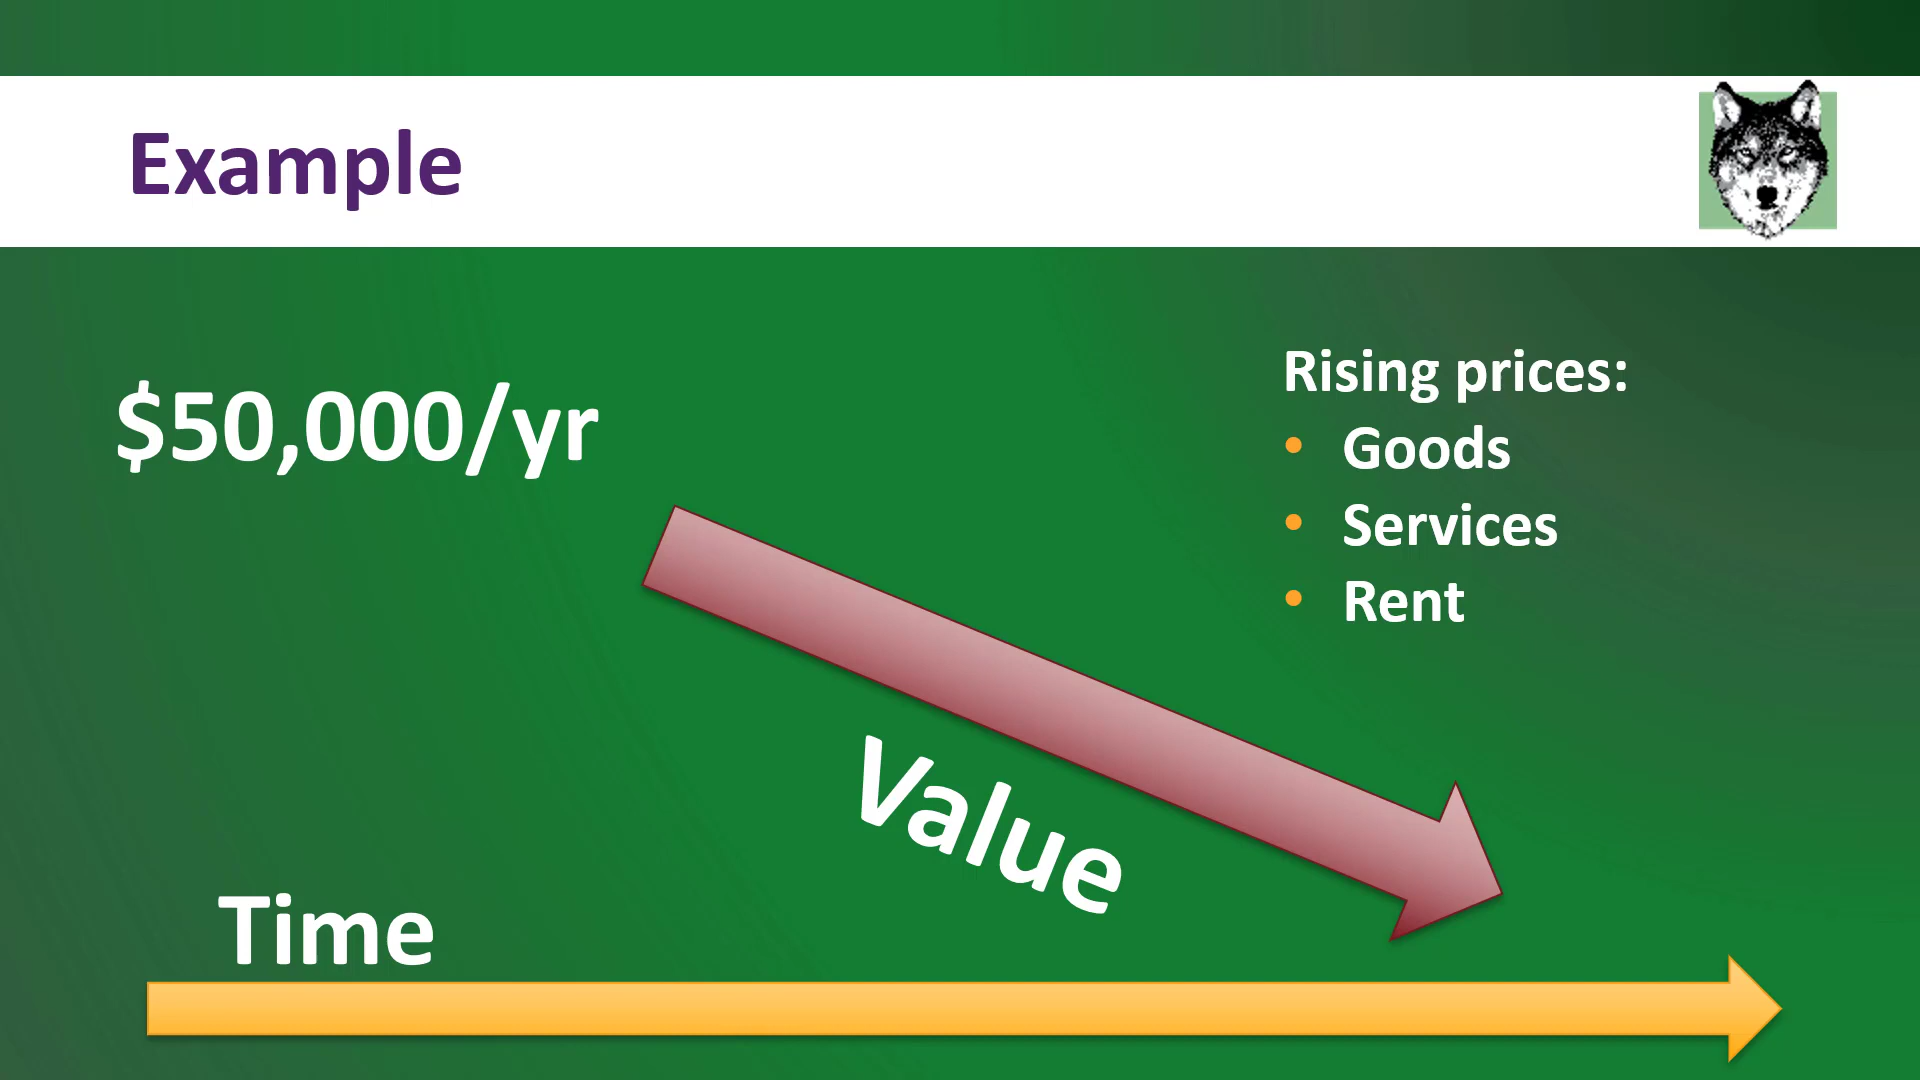 Example
$50,000/yr
Rising prices:
• Goods
• Services
• Rent
Value
Time